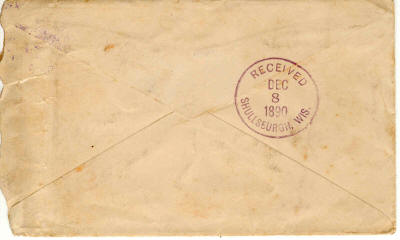 RECEIVED
DEC
8
1890
SHULLSBURGH, WIS.